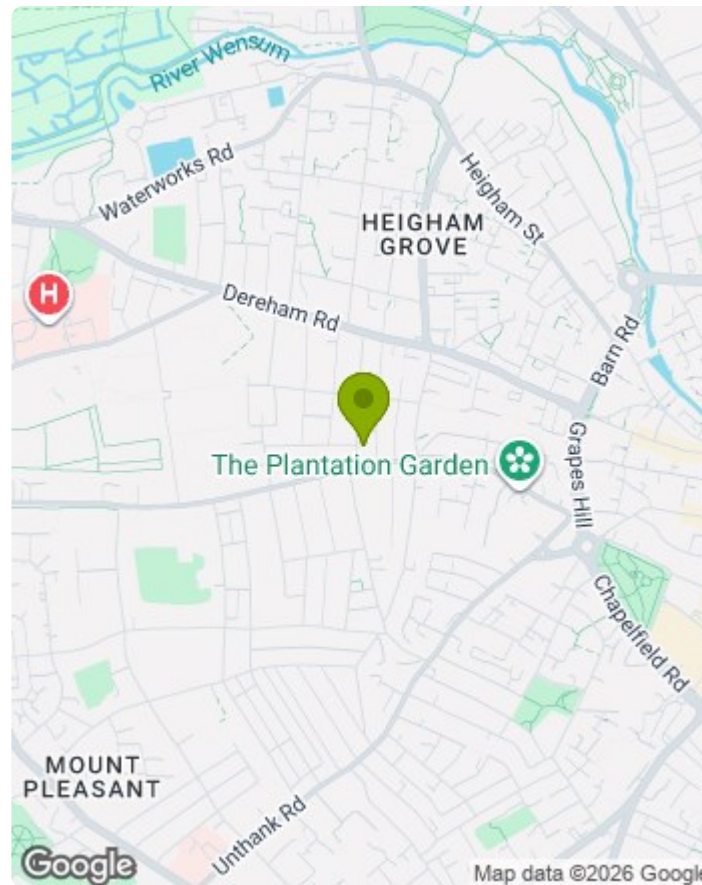 River Wensum
Waterworks Rd
Heigham St
HEIGHAM
GROVE
H
Dereham Rd
Barn Rd
The Plantation Garden
Grapes Hill
Chapelfield Rd
MOUNT
PLEASANT
Unthank Rd
Google
Map data ©2026 Google